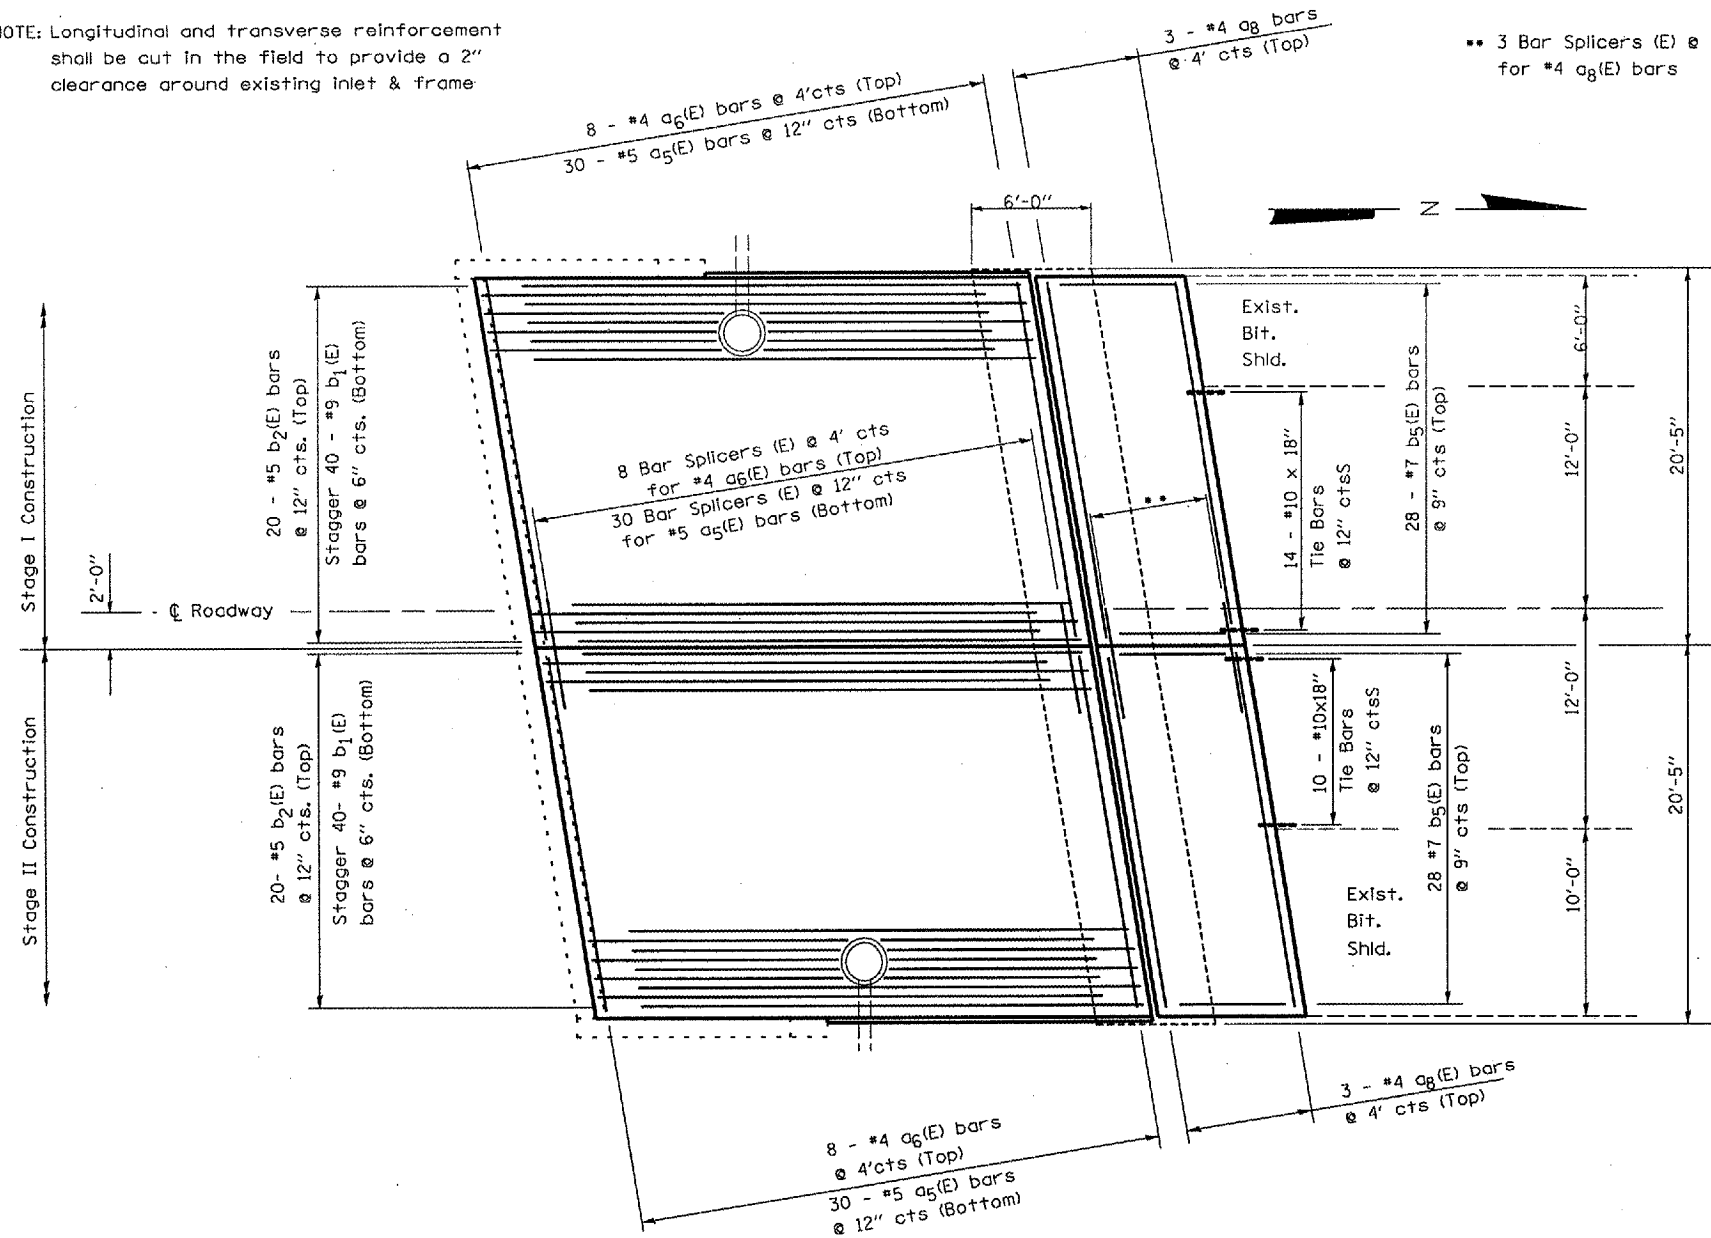 NOTE: Longitudinal and transverse reinforcement
shall be cut in the field to provide a 2"
clearance around existing inlet & frame
3 - #4 a8 bars
@ 4' cts (Top)
** 3 Bar Splicers (E) @
for #4 a8(E) bars
8 - #4 a6(E) bars @ 4'cts (Top)
30 - #5 a5(E) bars @ 12" cts (Bottom)
6'-0"
N
Stage I Construction
2'-0"
℄ Roadway
20 - #5 b2(E) bars
@ 12" cts. (Top)
Stagger 40 - #9 b1(E)
bars @ 6" cts. (Bottom)
8 Bar Splicers (E) @ 4' cts
for #4 a6(E) bars (Top)
30 Bar Splicers (E) @ 12" cts
for #5 a5(E) bars (Bottom)
**
Exist.
Bit.
Shld.
14 - #10 x 18"
Tie Bars
@ 12" ctsS
28 - #7 b5(E) bars
@ 9" cts (Top)
6'-0"
12'-0"
20'-5"
Stage II Construction
20- #5 b2(E) bars
@ 12" cts. (Top)
Stagger 40- #9 b1(E)
bars @ 6" cts. (Bottom)
10 - #10x18"
Tie Bars
@ 12" ctsS
28 #7 b5(E) bars
@ 9" cts (Top)
12'-0"
10'-0"
20'-5"
Exist.
Bit.
Shld.
8 - #4 a6(E) bars
@ 4'cts (Top)
30 - #5 a5(E) bars
@ 12" cts (Bottom)
3 - #4 a8(E) bars
@ 4' cts (Top)